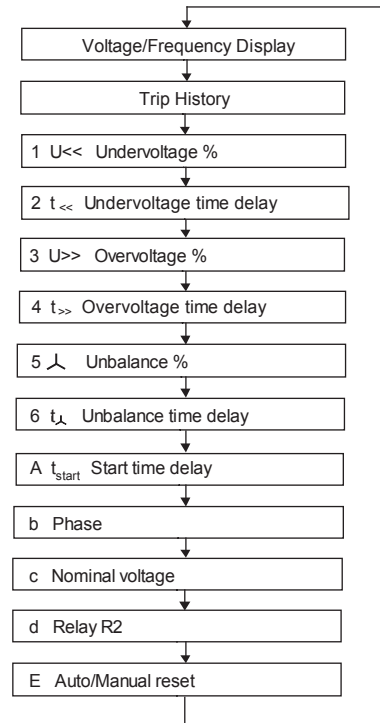 Voltage/Frequency Display
Trip History
1 U<< Undervoltage %
2 t<< Undervoltage time delay
3 U>> Overvoltage %
4 t>> Overvoltage time delay
5 ⅄ Unbalance %
6 t⅄ Unbalance time delay
A tstart Start time delay
b Phase
c Nominal voltage
d Relay R2
E Auto/Manual reset